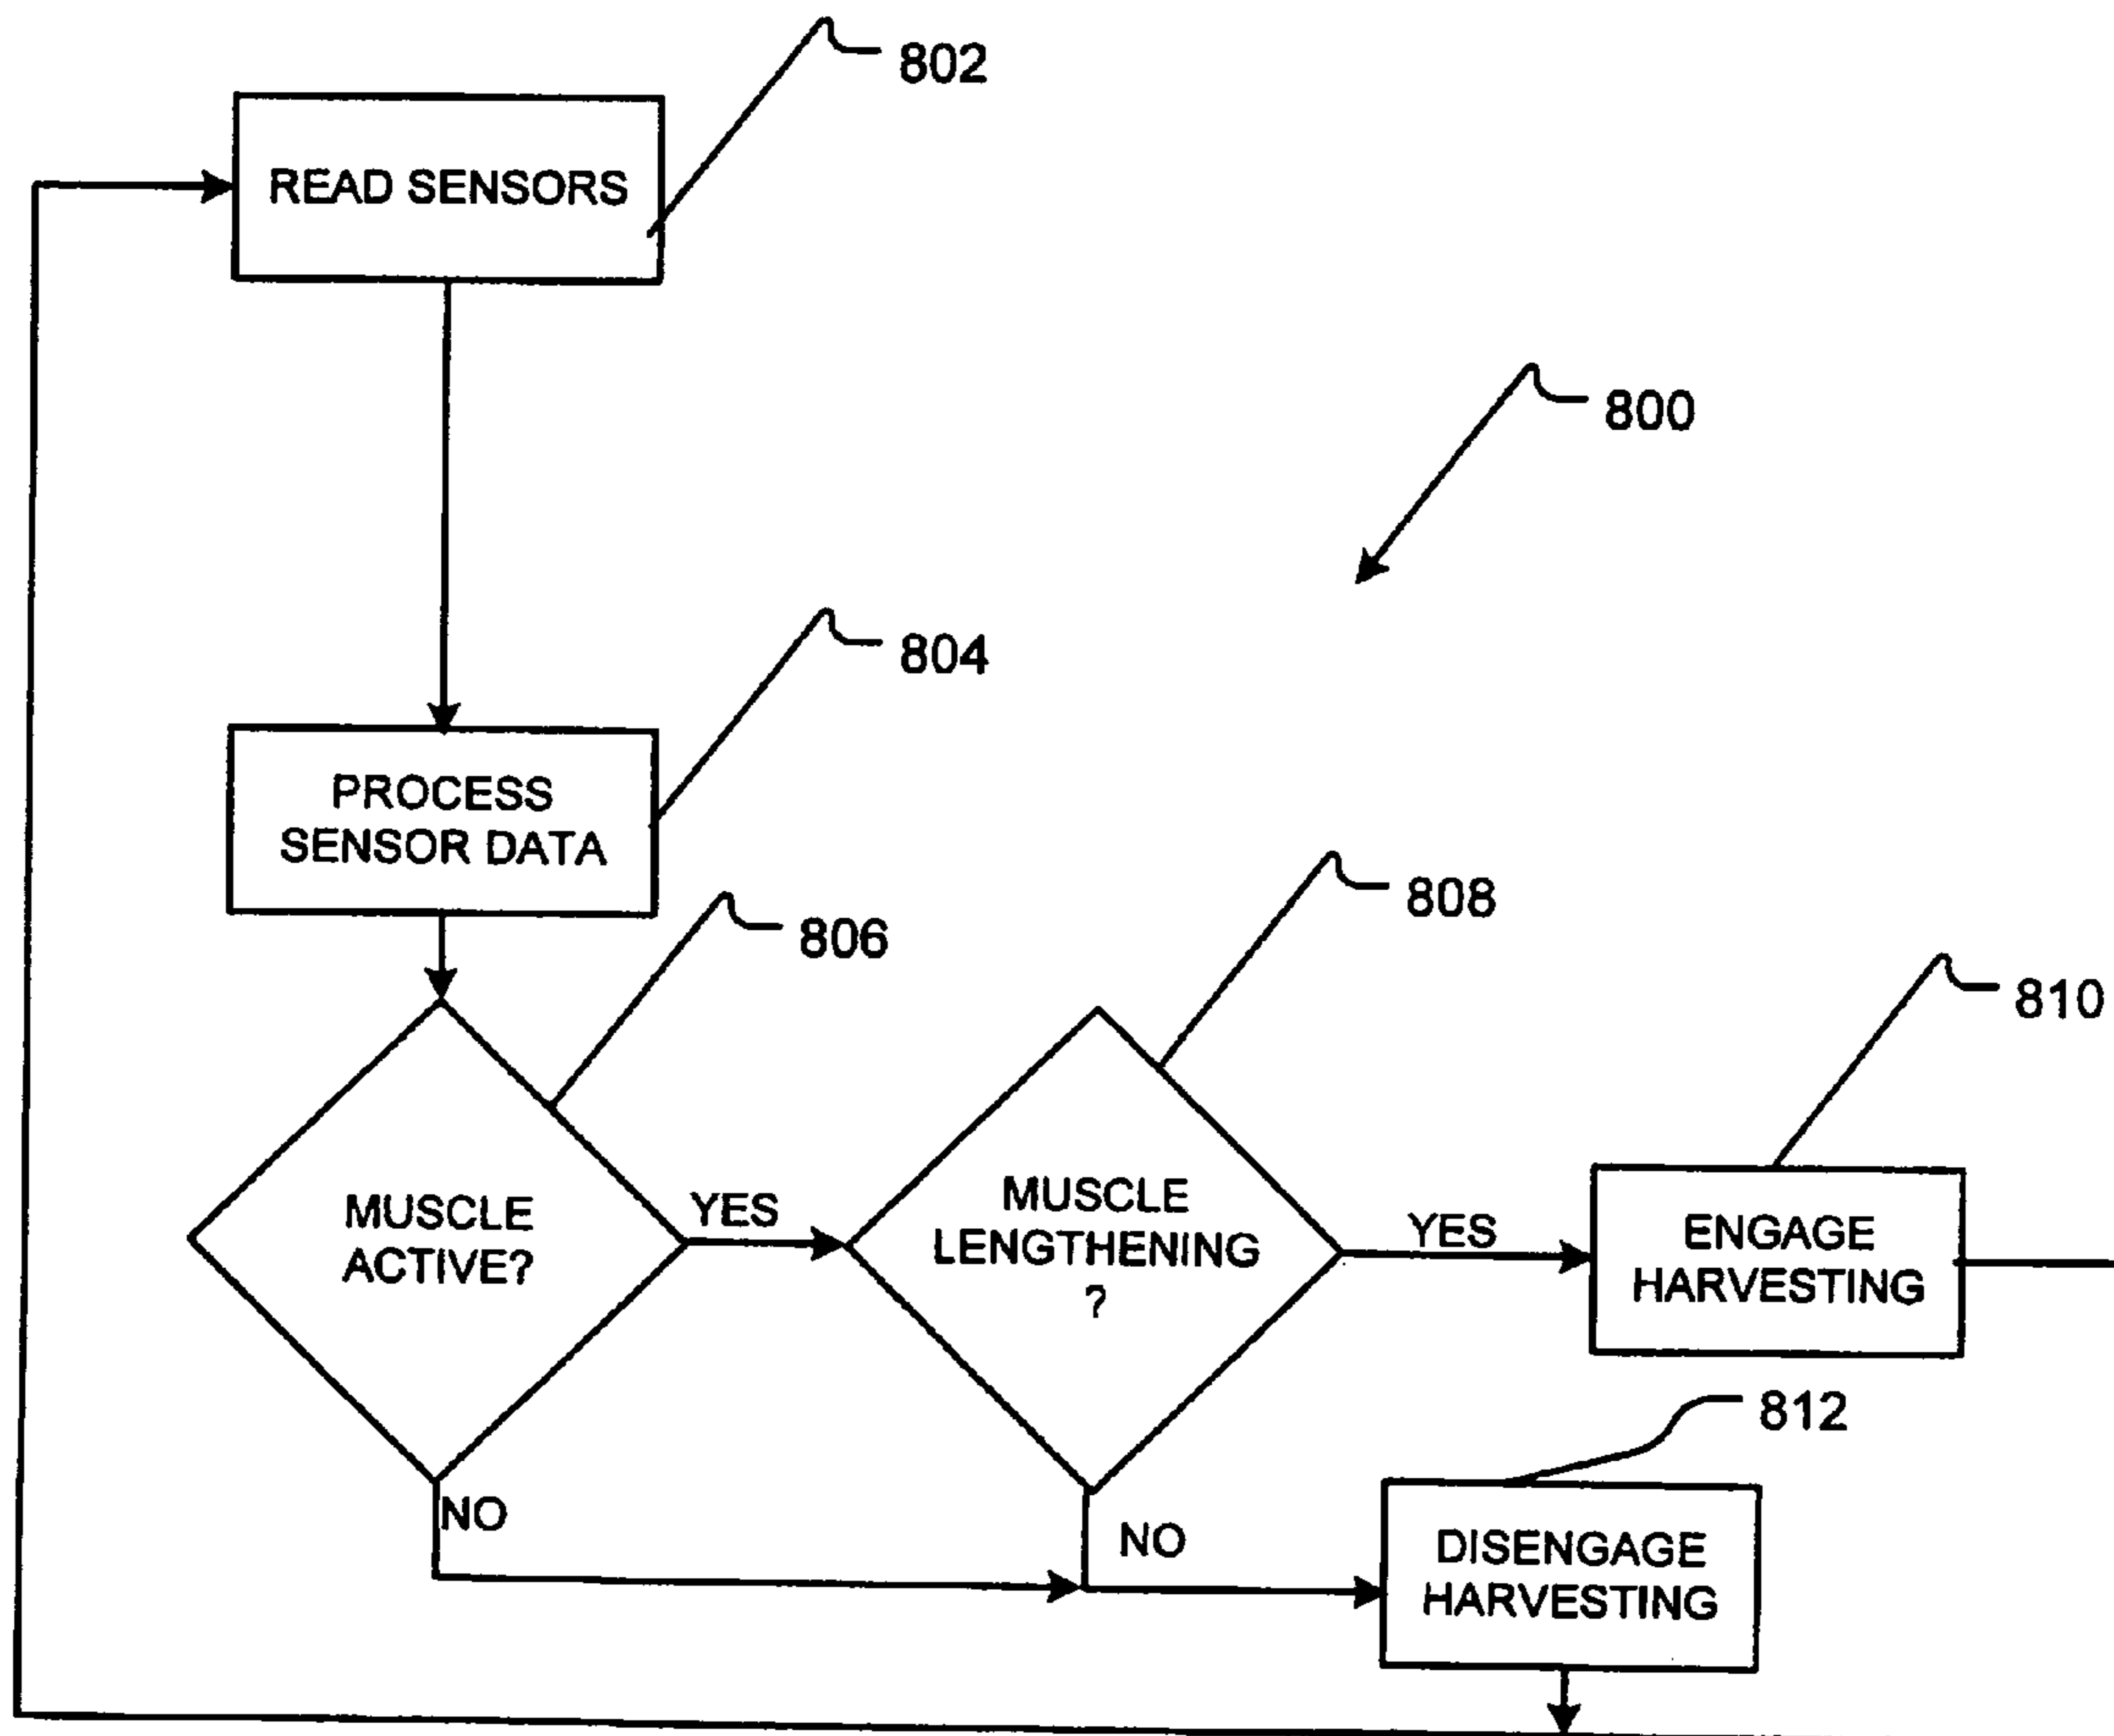 802
READ SENSORS
800
804
PROCESS
SENSOR DATA
806
808
810
MUSCLE
ACTIVE?
YES
MUSCLE
LENGTHENING
?
YES
ENGAGE
HARVESTING
812
NO
NO
DISENGAGE
HARVESTING